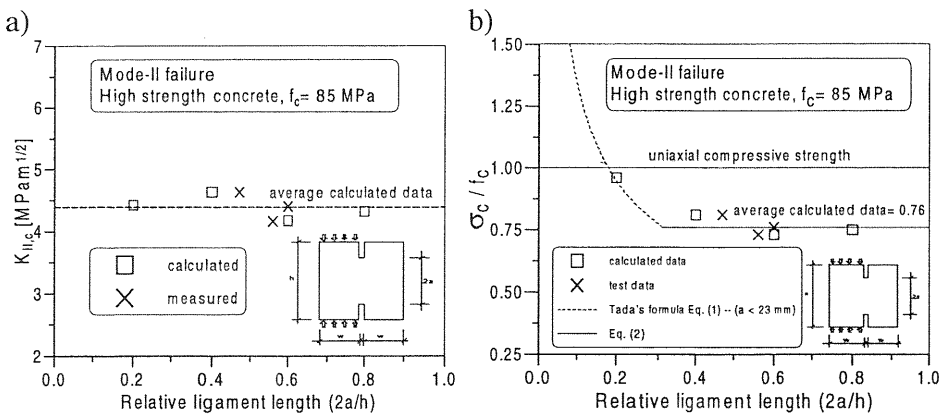 a)
7
6
5
4
3
2
K_II,c [MPam^1/2]
Mode-II failure
High strength concrete, f_c= 85 MPa
average calculated data
calculated
measured
h
2a
w w
0.0 0.2 0.4 0.6 0.8 1.0
Relative ligament length (2a/h)
b)
1.50
1.25
1.00
0.75
0.50
0.25
σ_c / f_c
Mode-II failure
High strength concrete, f_c= 85 MPa
uniaxial compressive strength
average calculated data= 0.76
calculated data
test data
Tada's formula Eq. (1) -- (a < 23 mm)
Eq. (2)
2a
w w
0.0 0.2 0.4 0.6 0.8 1.0
Relative ligament length (2a/h)